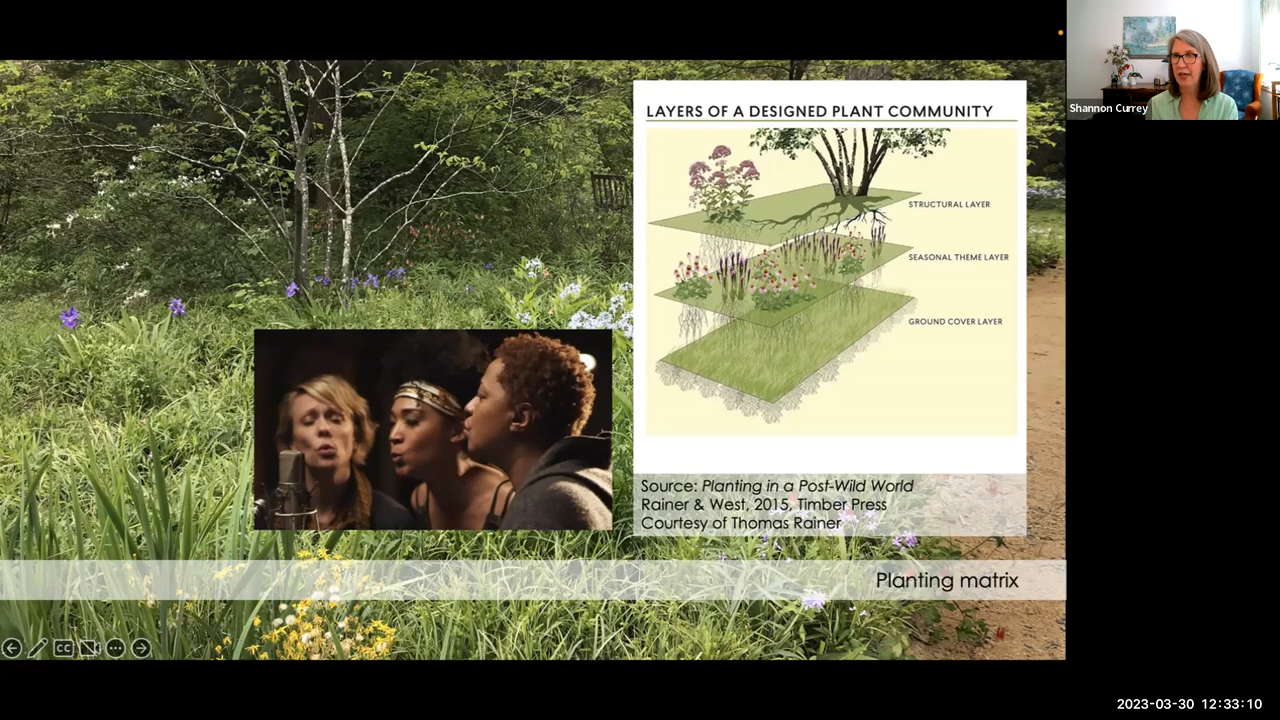 Shannon Currey
LAYERS OF A DESIGNED PLANT COMMUNITY
STRUCTURAL LAYER
SEASONAL THEME LAYER
GROUND COVER LAYER
Source: Planting in a Post-Wild World
Rainer & West, 2015, Timber Press
Courtesy of Thomas Rainer
Planting matrix
CC
2023-03-30 12:33:10